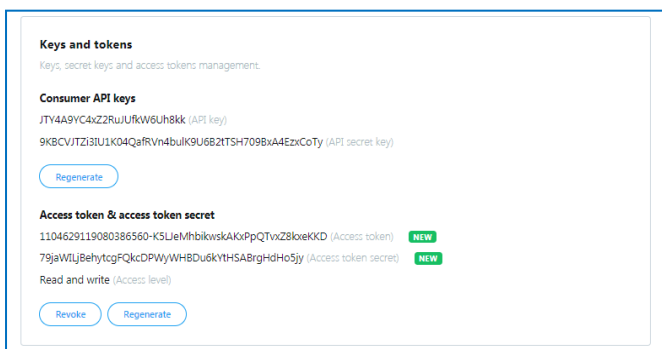 Keys and tokens
Keys, secret keys and access tokens management.
Consumer API keys
JTY4A9YC4xZ2RuJUfkW6Uh8kk (API key)
9KBCVJTZi3IU1K04QafRVn4bulK9U6B2tTSH709BxA4EzxCoTy (API secret key)
Regenerate
Access token & access token secret
1104629119080386560-K5LJeMhbikwskAKxPpQTvxZ8kxeKKD (Access token) NEW
79jaWILjBehytcgFQkcDPWyWHBDu6kYtHSABrgHdHo5jy (Access token secret) NEW
Read and write (Access level)
Revoke Regenerate